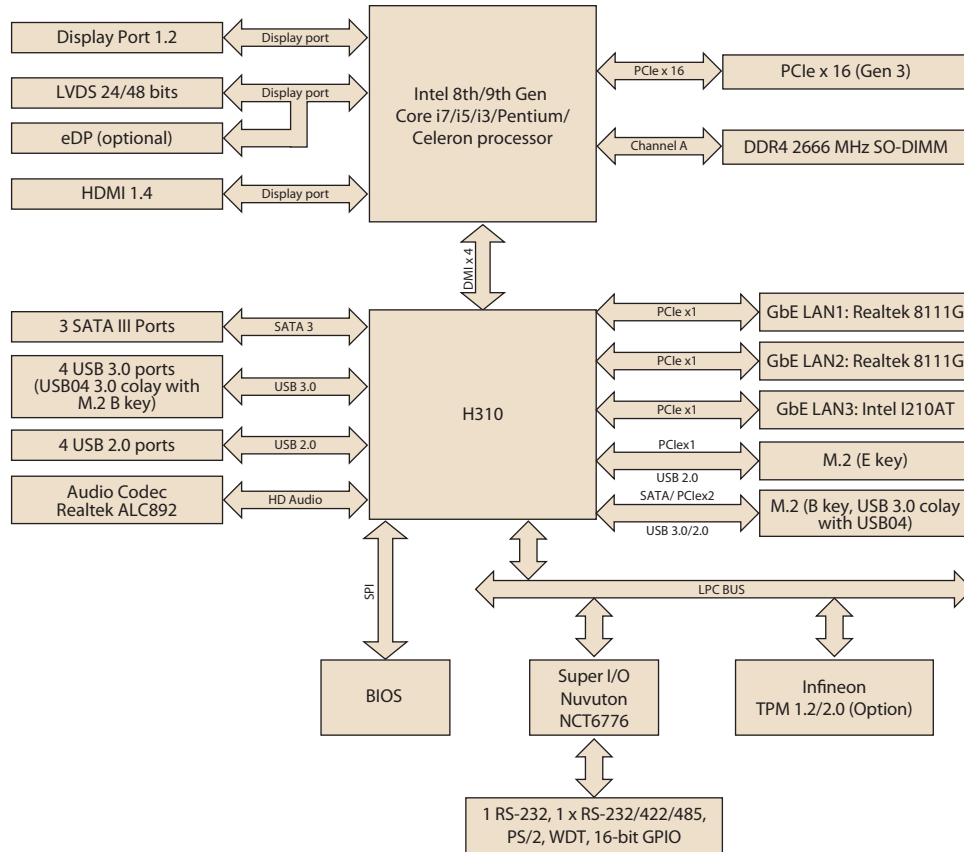 Display Port 1.2
Display port
LVDS 24/48 bits
Display port
eDP (optional)
HDMI 1.4
Display port
Intel 8th/9th Gen
Core i7/i5/i3/Pentium/
Celeron processor
PCIe x 16
PCIe x 16 (Gen 3)
Channel A
DDR4 2666 MHz SO-DIMM
DMI x 4
3 SATA III Ports
SATA 3
4 USB 3.0 ports
(USB04 3.0 colay with
M.2 B key)
USB 3.0
4 USB 2.0 ports
USB 2.0
Audio Codec
Realtek ALC892
HD Audio
H310
PCIe x1
GbE LAN1: Realtek 8111G
PCIe x1
GbE LAN2: Realtek 8111G
PCIe x1
GbE LAN3: Intel I210AT
PCIex1
USB 2.0
M.2 (E key)
SATA/ PCIex2
USB 3.0/2.0
M.2 (B key, USB 3.0 colay
with USB04)
SPI
LPC BUS
BIOS
Super I/O
Nuvuton
NCT6776
Infineon
TPM 1.2/2.0 (Option)
1 RS-232, 1 x RS-232/422/485,
PS/2, WDT, 16-bit GPIO